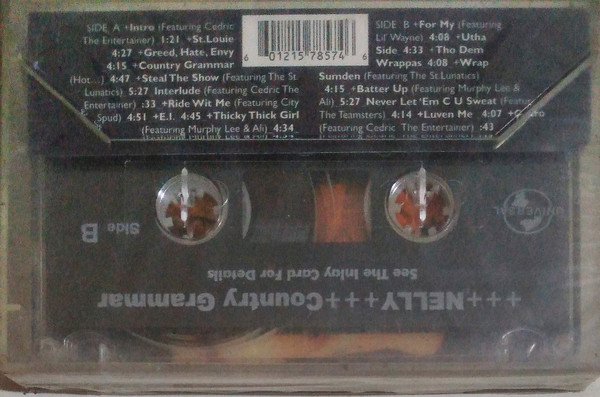 SIDE A +Intro (Featuring Cedric
The Entertainer) 1:21 +St.Louie
4:27 +Greed, Hate, Envy
4:15 +Country Grammar
(Hot...) 4:47 +Steal The Show (Featuring The St.
Lunatics) 5:27 Interlude (Featuring Cedric The
Entertainer) :33 +Ride Wit Me (Featuring City
Spud) 4:51 +E.I. 4:45 +Thicky Thick Girl
(Featuring Murphy Lee & Ali) 4:34
6 01215 78574 6
SIDE B +For My (Featuring
Lil' Wayne) 4:08 +Utha
Side 4:33 +Tho Dem
Wrappas 4:08 +Wrap
Sumden (Featuring The St.Lunatics)
4:15 +Batter Up (Featuring Murphy Lee &
Ali) 5:27 Never Let 'Em C U Sweat
The Teamsters) 4:14 +Luven Me 4:07
(Featuring Cedric The Entertainer) :43
Side B
UNIVERSAL
See The Inlay Card For Details
+++NELLY+++Country Grammar